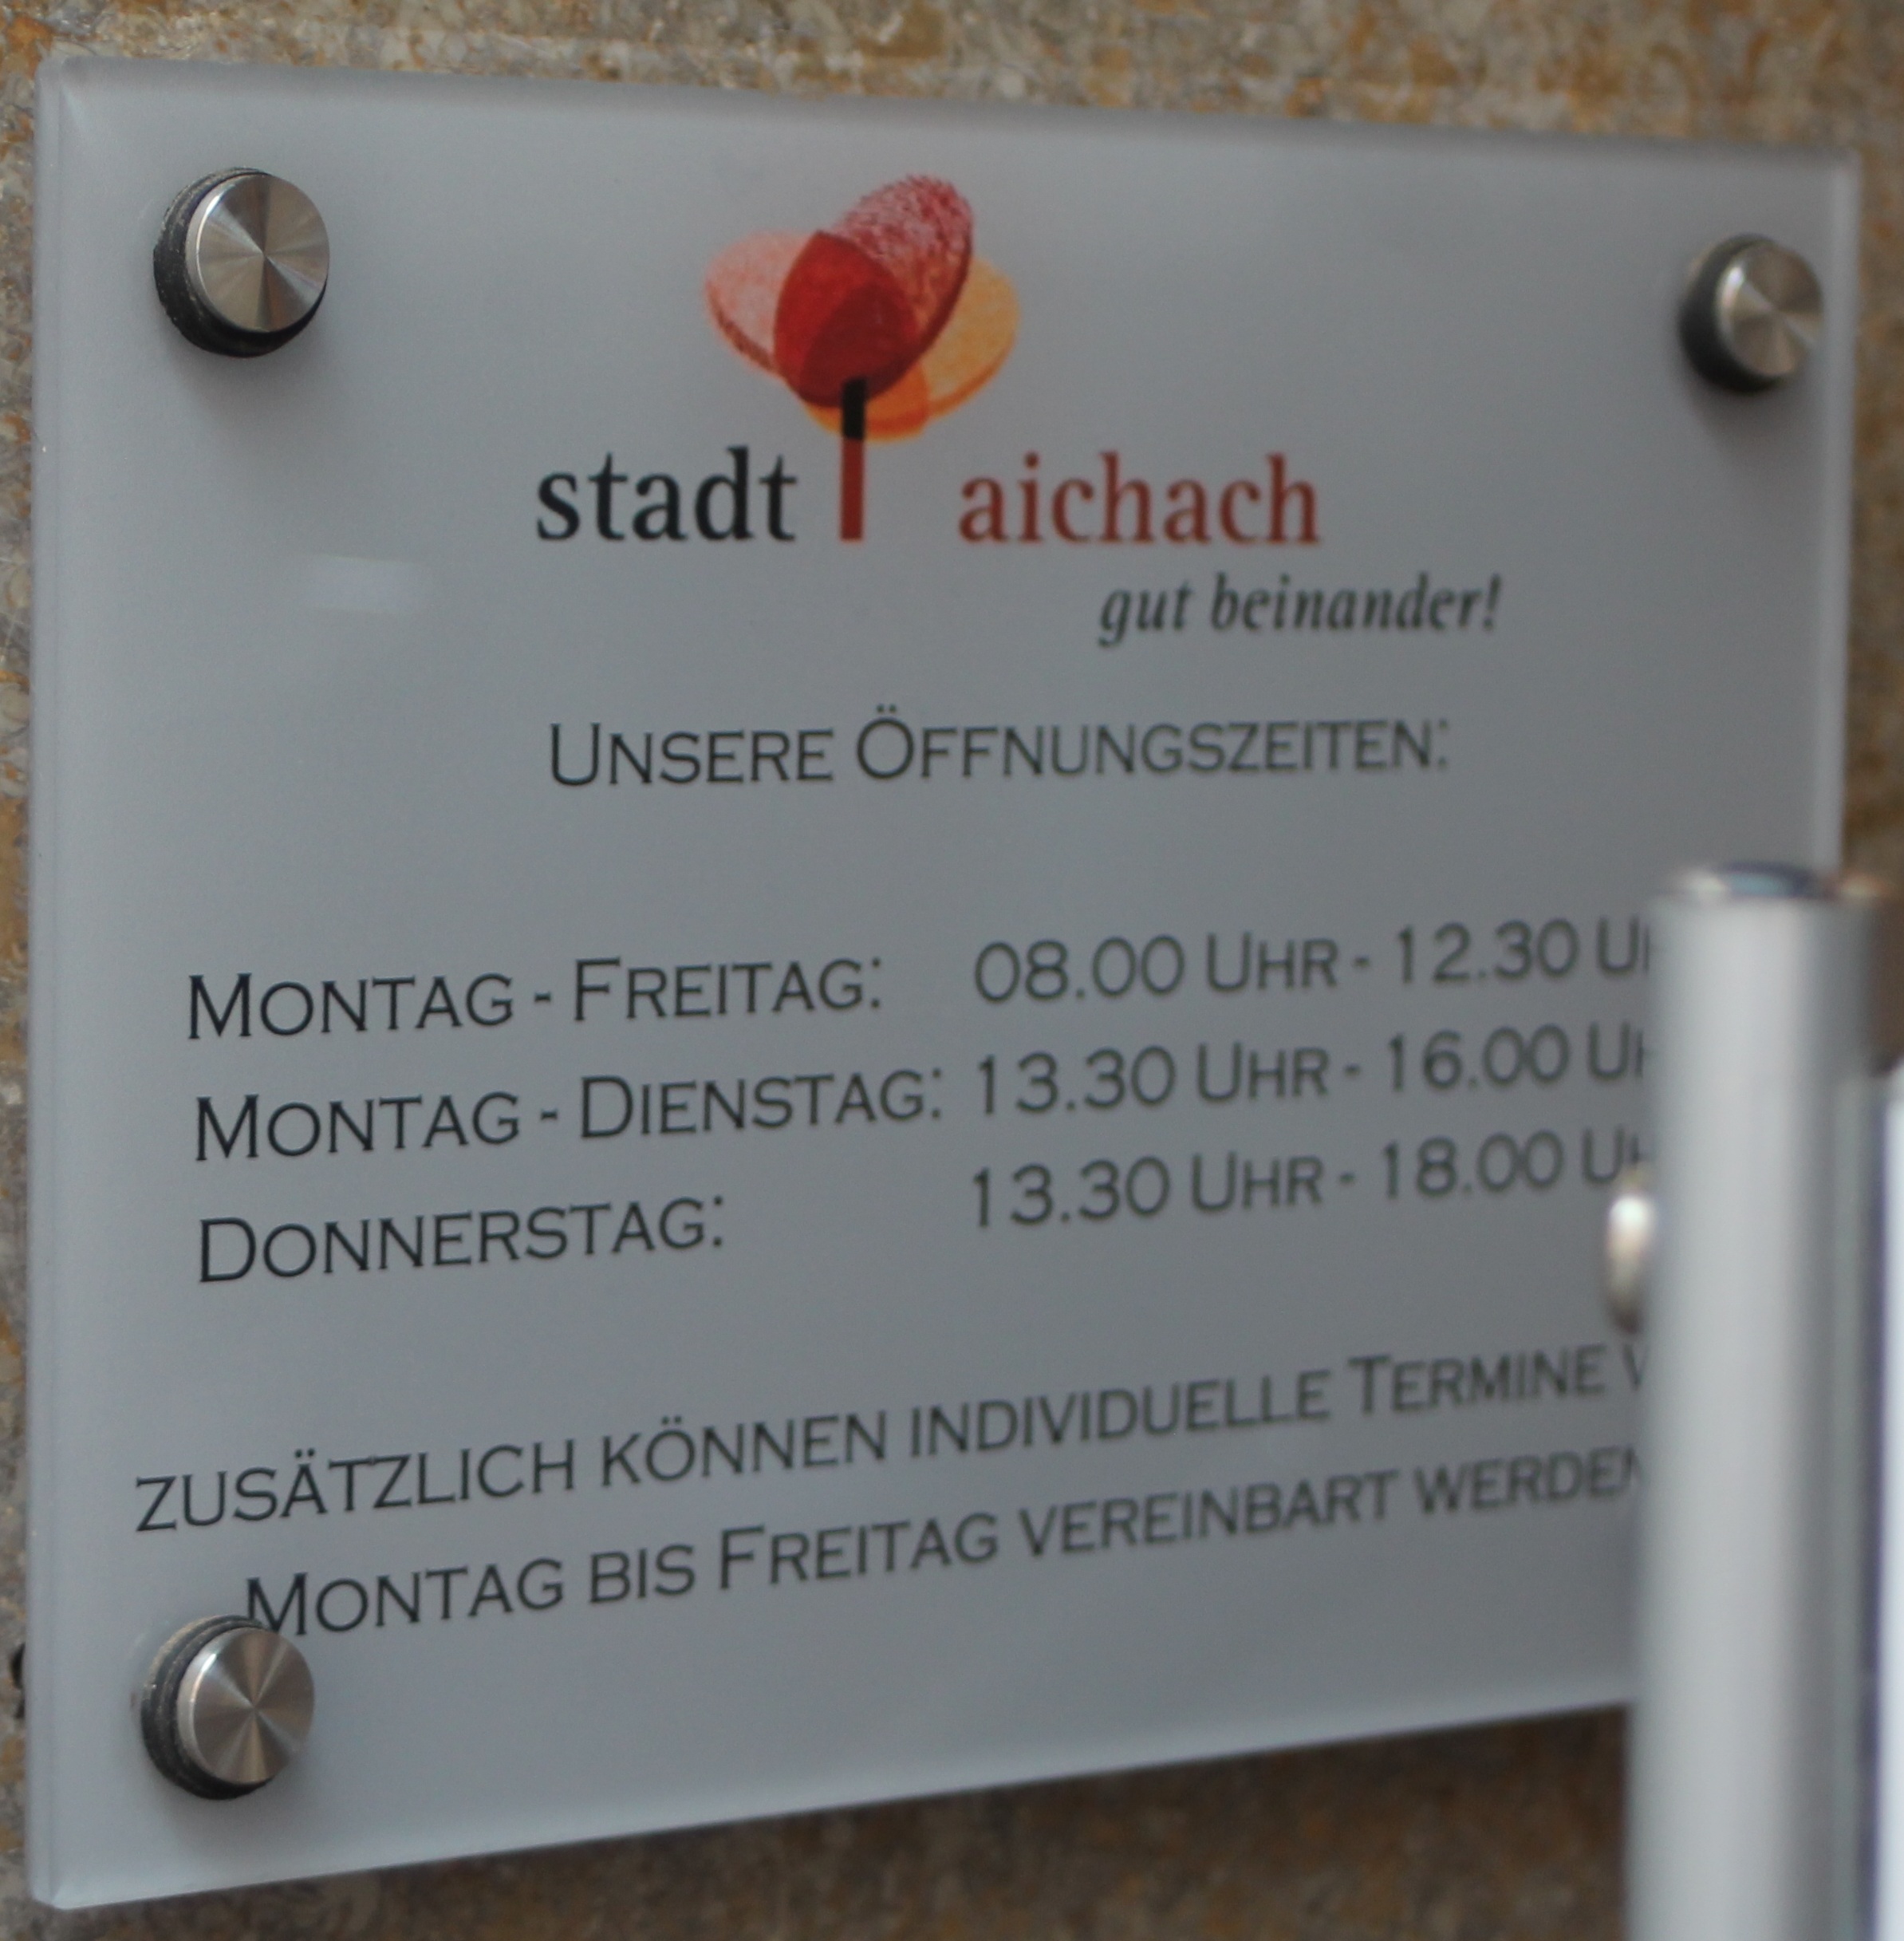 stadt aichach
gut beinander!
UNSERE ÖFFNUNGSZEITEN:
MONTAG - FREITAG: 08.00 UHR - 12.30
MONTAG - DIENSTAG: 13.30 UHR - 16.00
DONNERSTAG: 13.30 UHR - 18.00
ZUSÄTZLICH KÖNNEN INDIVIDUELLE TERMINE
MONTAG BIS FREITAG VEREINBART WERDEN